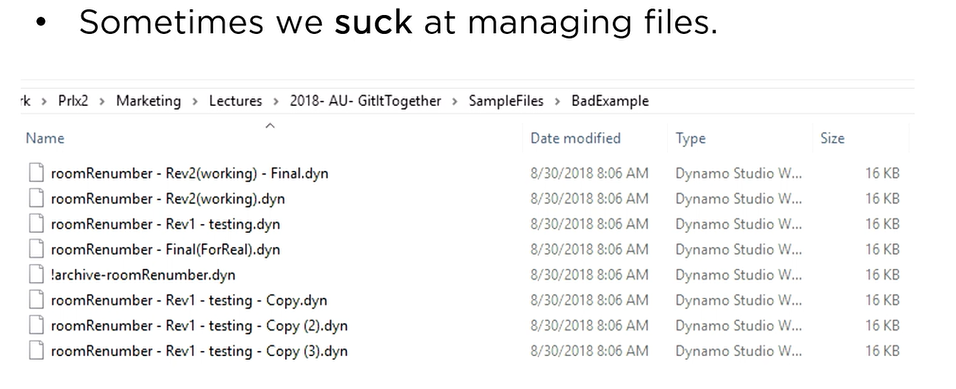 • Sometimes we suck at managing files.
rk › Prlx2 › Marketing › Lectures › 2018- AU- GitItTogether › SampleFiles › BadExample
Name Date modified Type Size
roomRenumber - Rev2(working) - Final.dyn 8/30/2018 8:06 AM Dynamo Studio W... 16 KB
roomRenumber - Rev2(working).dyn 8/30/2018 8:06 AM Dynamo Studio W... 16 KB
roomRenumber - Rev1 - testing.dyn 8/30/2018 8:06 AM Dynamo Studio W... 16 KB
roomRenumber - Final(ForReal).dyn 8/30/2018 8:06 AM Dynamo Studio W... 16 KB
!archive-roomRenumber.dyn 8/30/2018 8:06 AM Dynamo Studio W... 16 KB
roomRenumber - Rev1 - testing - Copy.dyn 8/30/2018 8:06 AM Dynamo Studio W... 16 KB
roomRenumber - Rev1 - testing - Copy (2).dyn 8/30/2018 8:06 AM Dynamo Studio W... 16 KB
roomRenumber - Rev1 - testing - Copy (3).dyn 8/30/2018 8:06 AM Dynamo Studio W... 16 KB